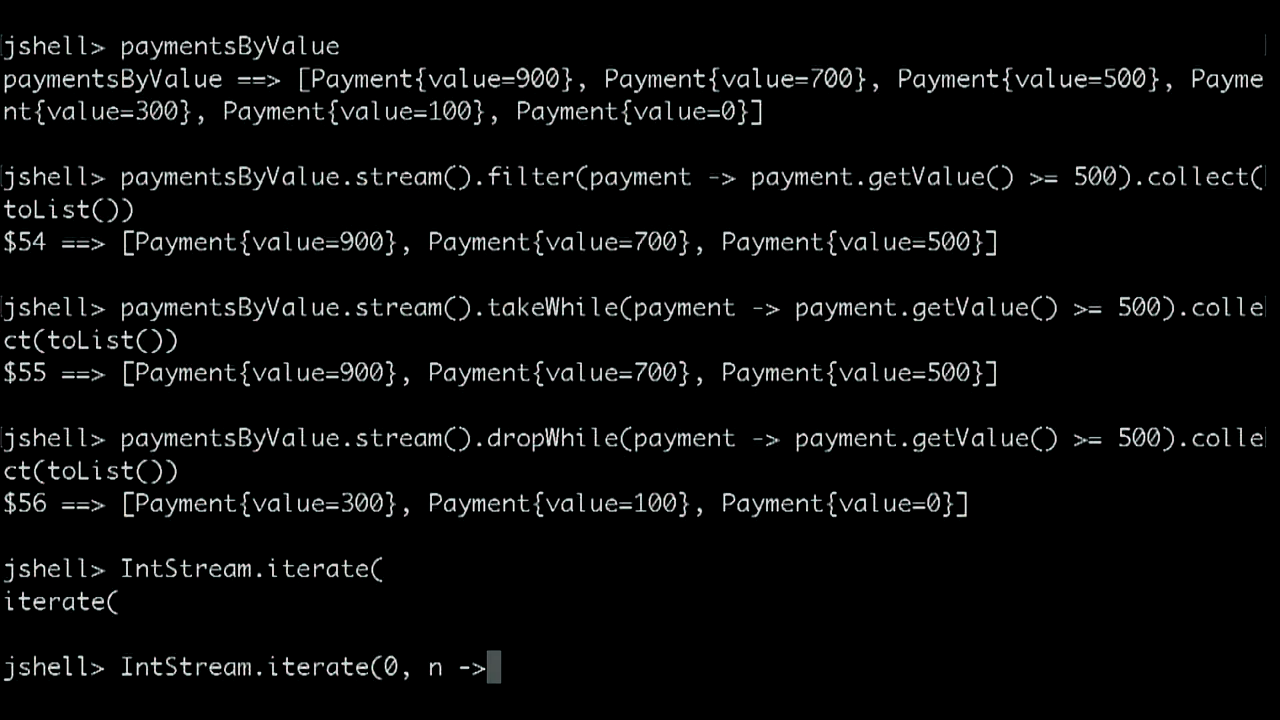 jshell> paymentsByValue
paymentsByValue ==> [Payment{value=900}, Payment{value=700}, Payment{value=500}, Payme
nt{value=300}, Payment{value=100}, Payment{value=0}]
jshell> paymentsByValue.stream().filter(payment -> payment.getValue() >= 500).collect(
toList())
$54 ==> [Payment{value=900}, Payment{value=700}, Payment{value=500}]
jshell> paymentsByValue.stream().takeWhile(payment -> payment.getValue() >= 500).colle
ct(toList())
$55 ==> [Payment{value=900}, Payment{value=700}, Payment{value=500}]
jshell> paymentsByValue.stream().dropWhile(payment -> payment.getValue() >= 500).colle
ct(toList())
$56 ==> [Payment{value=300}, Payment{value=100}, Payment{value=0}]
jshell> IntStream.iterate(
iterate(
jshell> IntStream.iterate(0, n ->